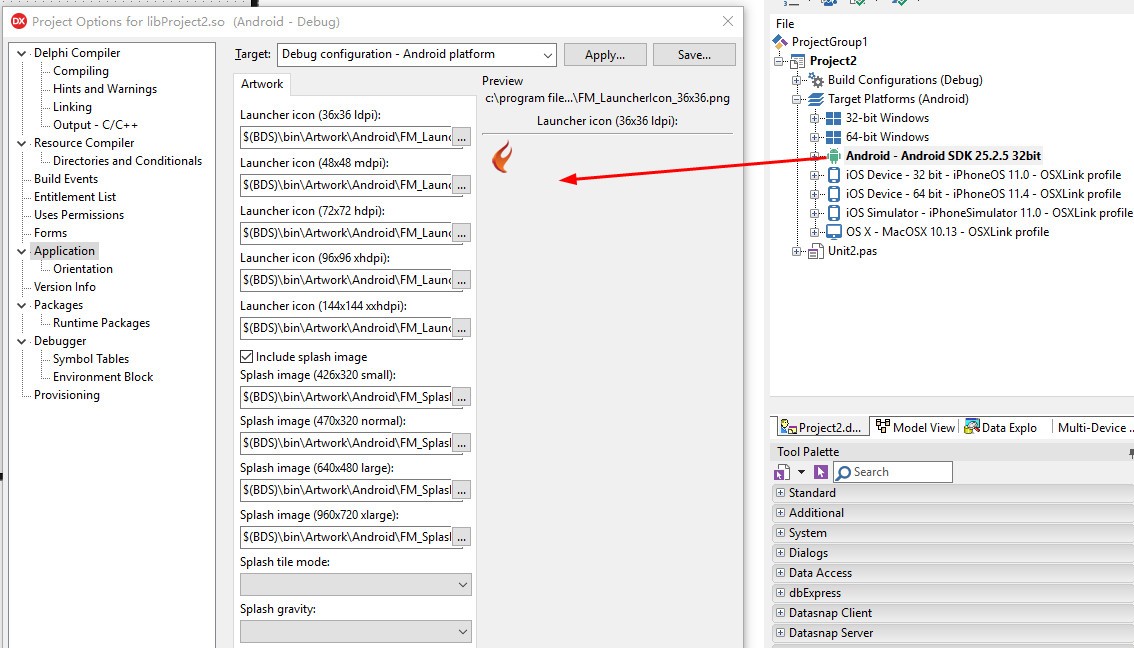 DX Project Options for libProject2.so (Android - Debug)
Delphi Compiler
Compiling
Hints and Warnings
Linking
Output - C/C++
Resource Compiler
Directories and Conditionals
Build Events
Entitlement List
Uses Permissions
Forms
Application
Orientation
Version Info
Packages
Runtime Packages
Debugger
Symbol Tables
Environment Block
Provisioning
Target: Debug configuration - Android platform
Apply...
Save...
Artwork
Launcher icon (36x36 ldpi):
$(BDS)\bin\Artwork\Android\FM_Launc ...
Launcher icon (48x48 mdpi):
$(BDS)\bin\Artwork\Android\FM_Launc ...
Launcher icon (72x72 hdpi):
$(BDS)\bin\Artwork\Android\FM_Launc ...
Launcher icon (96x96 xhdpi):
$(BDS)\bin\Artwork\Android\FM_Launc ...
Launcher icon (144x144 xxhdpi):
$(BDS)\bin\Artwork\Android\FM_Launc ...
Include splash image
Splash image (426x320 small):
$(BDS)\bin\Artwork\Android\FM_Splasl ...
Splash image (470x320 normal):
$(BDS)\bin\Artwork\Android\FM_Splasl ...
Splash image (640x480 large):
$(BDS)\bin\Artwork\Android\FM_Splasl ...
Splash image (960x720 xlarge):
$(BDS)\bin\Artwork\Android\FM_Splasl ...
Splash tile mode:
Splash gravity:
Preview
c:\program file...\FM_LauncherIcon_36x36.png
Launcher icon (36x36 ldpi):
File
ProjectGroup1
Project2
Build Configurations (Debug)
Target Platforms (Android)
32-bit Windows
64-bit Windows
Android - Android SDK 25.2.5 32bit
iOS Device - 32 bit - iPhoneOS 11.0 - OSXLink profile
iOS Device - 64 bit - iPhoneOS 11.4 - OSXLink profile
iOS Simulator - iPhoneSimulator 11.0 - OSXLink profile
OS X - MacOSX 10.13 - OSXLink profile
Unit2.pas
Project2.d...
Model View
Data Explo
Multi-Device ..
Tool Palette
Search
Standard
Additional
System
Dialogs
Data Access
dbExpress
Datasnap Client
Datasnap Server